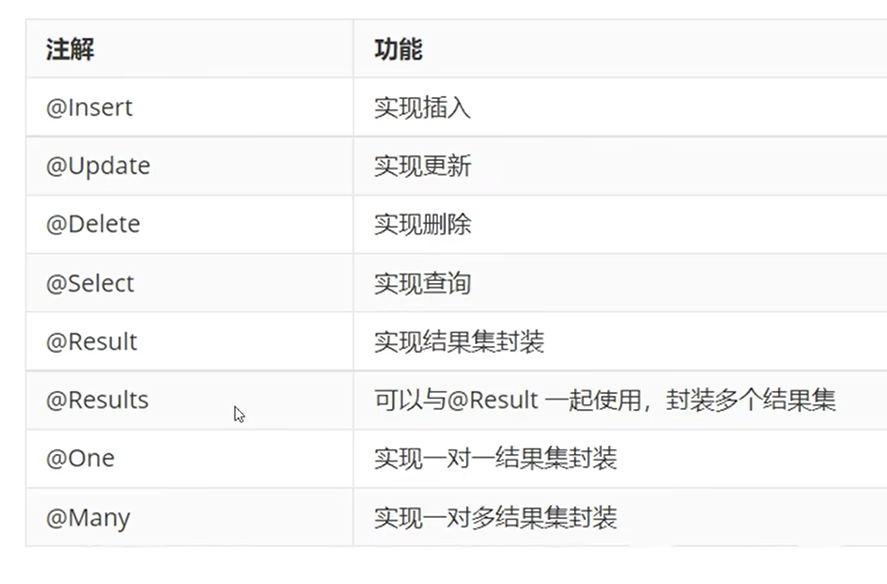 注解 功能
@Insert 实现插入
@Update 实现更新
@Delete 实现删除
@Select 实现查询
@Result 实现结果集封装
@Results 可以与@Result 一起使用，封装多个结果集
@One 实现一对一结果集封装
@Many 实现一对多结果集封装